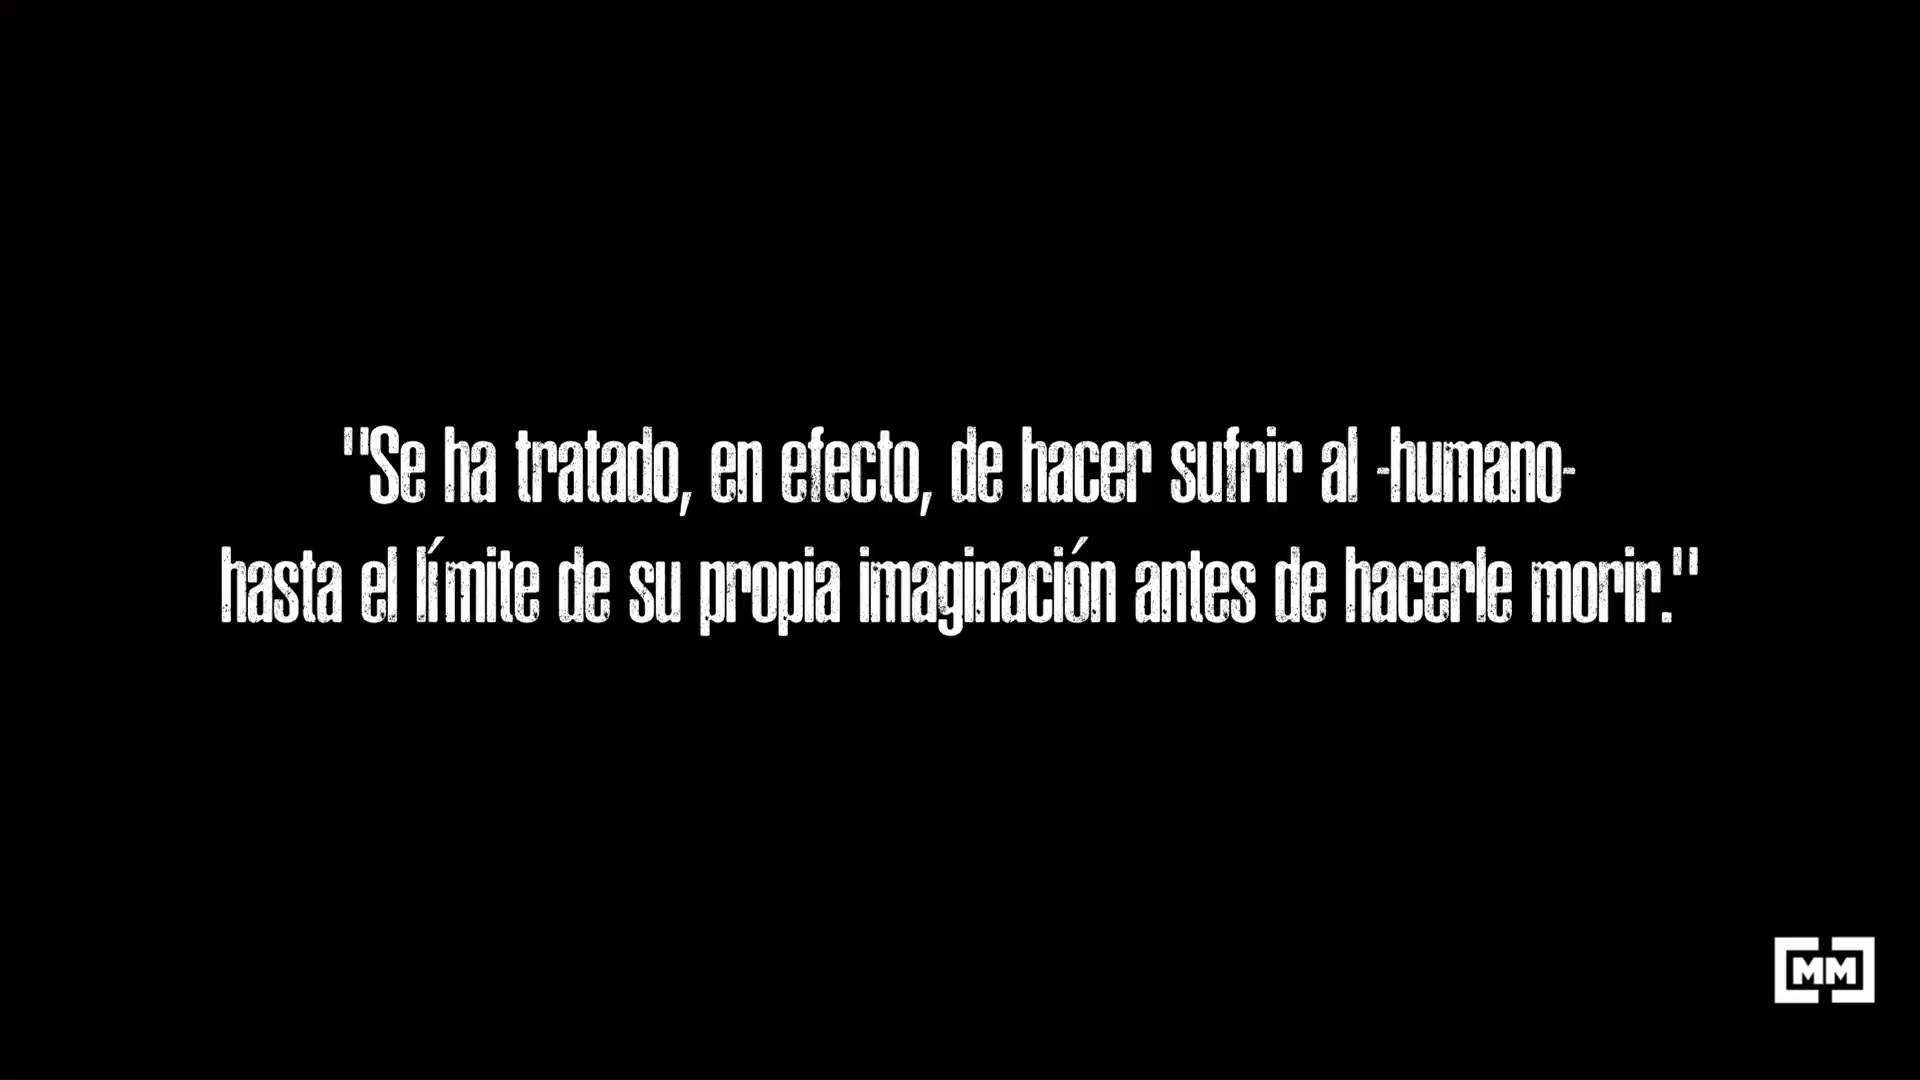 "Se ha tratado, en efecto, de hacer sufrir al -humano-
hasta el límite de su propia imaginación antes de hacerle morir."
MM